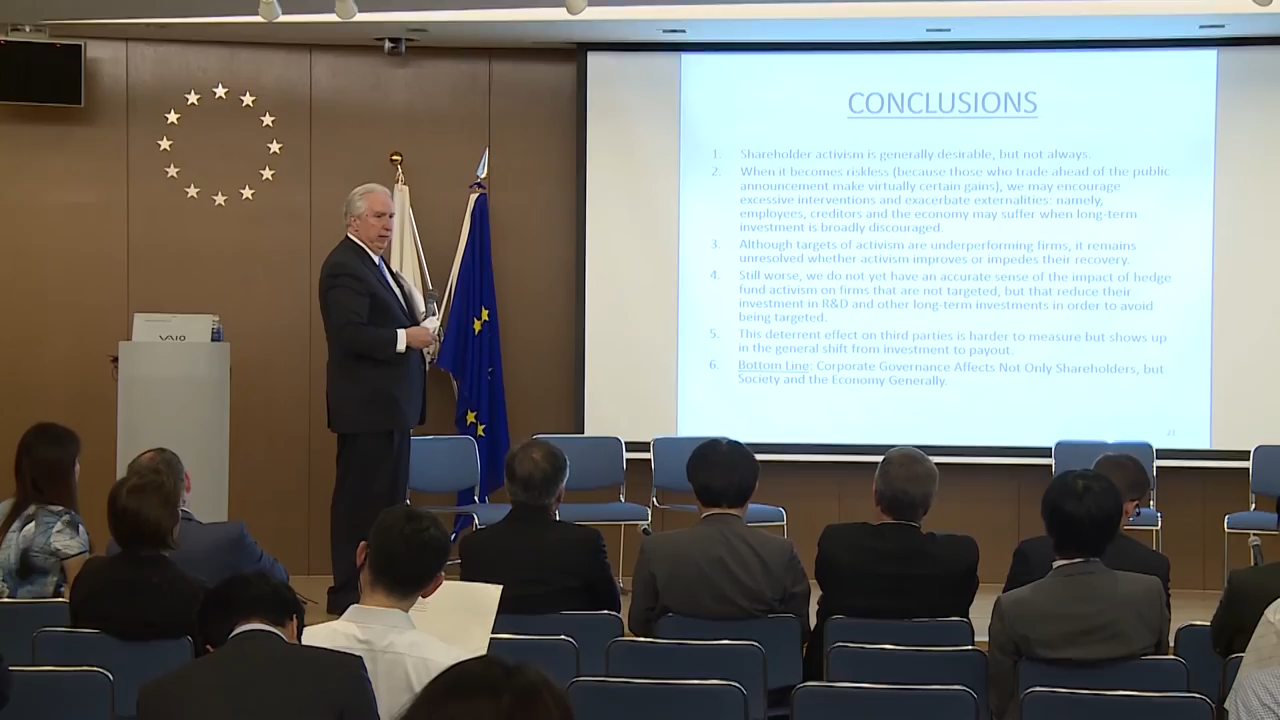 CONCLUSIONS
1. Shareholder activism is generally desirable, but not always.
2. When it becomes riskless (because those who trade ahead of the public
announcement make virtually certain gains), we may encourage
excessive interventions and exacerbate externalities: namely,
employees, creditors and the economy may suffer when long-term
investment is broadly discouraged.
3. Although targets of activism are underperforming firms, it remains
unresolved whether activism improves or impedes their recovery.
4. Still worse, we do not yet have an accurate sense of the impact of hedge
fund activism on firms that are not targeted, but that reduce their
investment in R&D and other long-term investments in order to avoid
being targeted.
5. This deterrent effect on third parties is harder to measure but shows up
in the general shift from investment to payout.
6. Bottom Line: Corporate Governance Affects Not Only Shareholders, but
Society and the Economy Generally.
21
VAIO